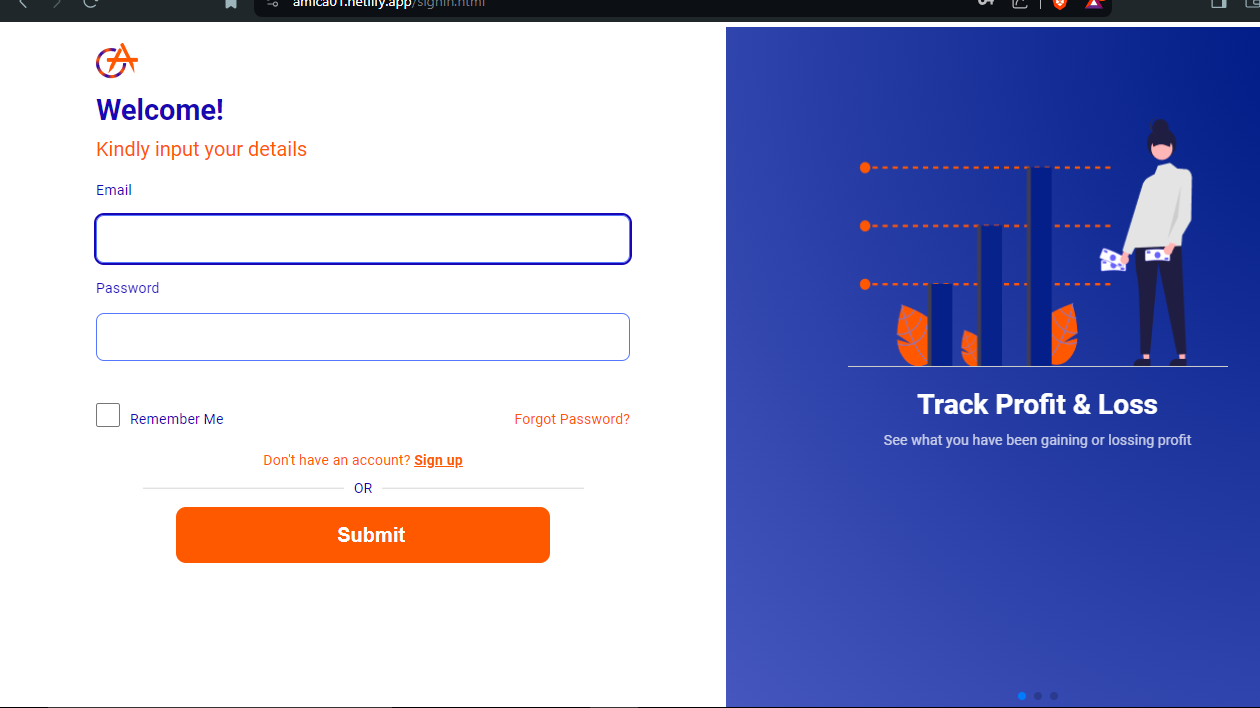 amica01.netlify.app/signin.html
Welcome!
Kindly input your details
Email
Password
Remember Me
Forgot Password?
Don't have an account? Sign up
OR
Submit
Track Profit & Loss
See what you have been gaining or lossing profit